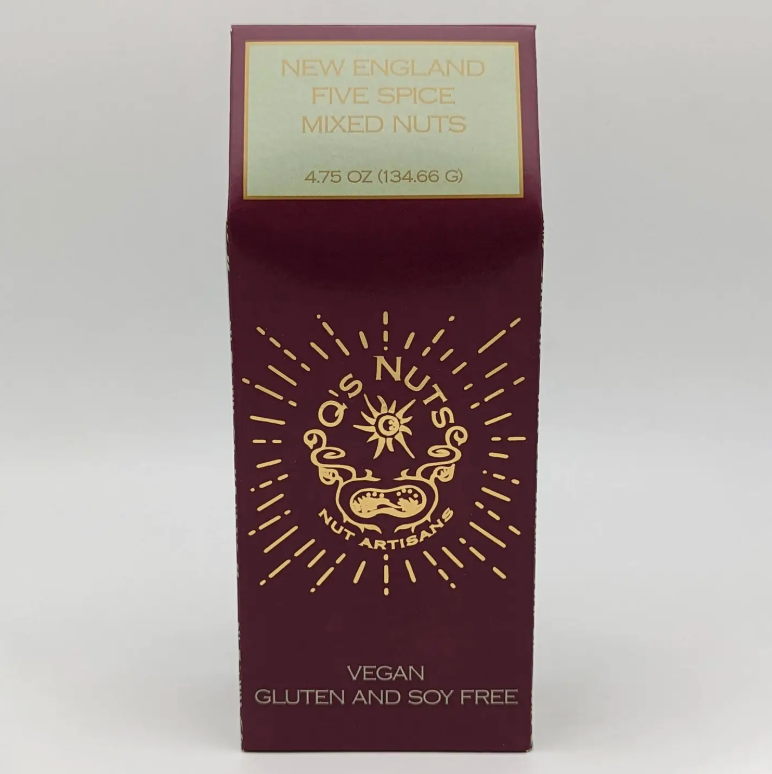 NEW ENGLAND
FIVE SPICE
MIXED NUTS
4.75 OZ (134.66 G)
Q'S NUTS
NUT ARTISANS
VEGAN
GLUTEN AND SOY FREE